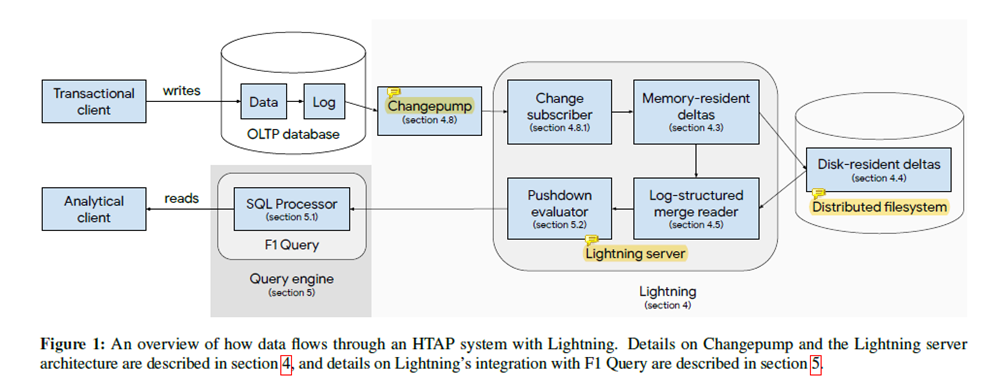 Transactional
client
writes
Data
Log
OLTP database
Changepump
(section 4.8)
Change
subscriber
(section 4.8.1)
Memory-resident
deltas
(section 4.3)
Disk-resident deltas
(section 4.4)
Distributed filesystem
Analytical
client
reads
SQL Processor
(section 5.1)
F1 Query
Query engine
(section 5)
Pushdown
evaluator
(section 5.2)
Log-structured
merge reader
(section 4.5)
Lightning server
Lightning
(section 4)
Figure 1: An overview of how data flows through an HTAP system with Lightning. Details on Changepump and the Lightning server
architecture are described in section 4, and details on Lightning's integration with F1 Query are described in section 5.